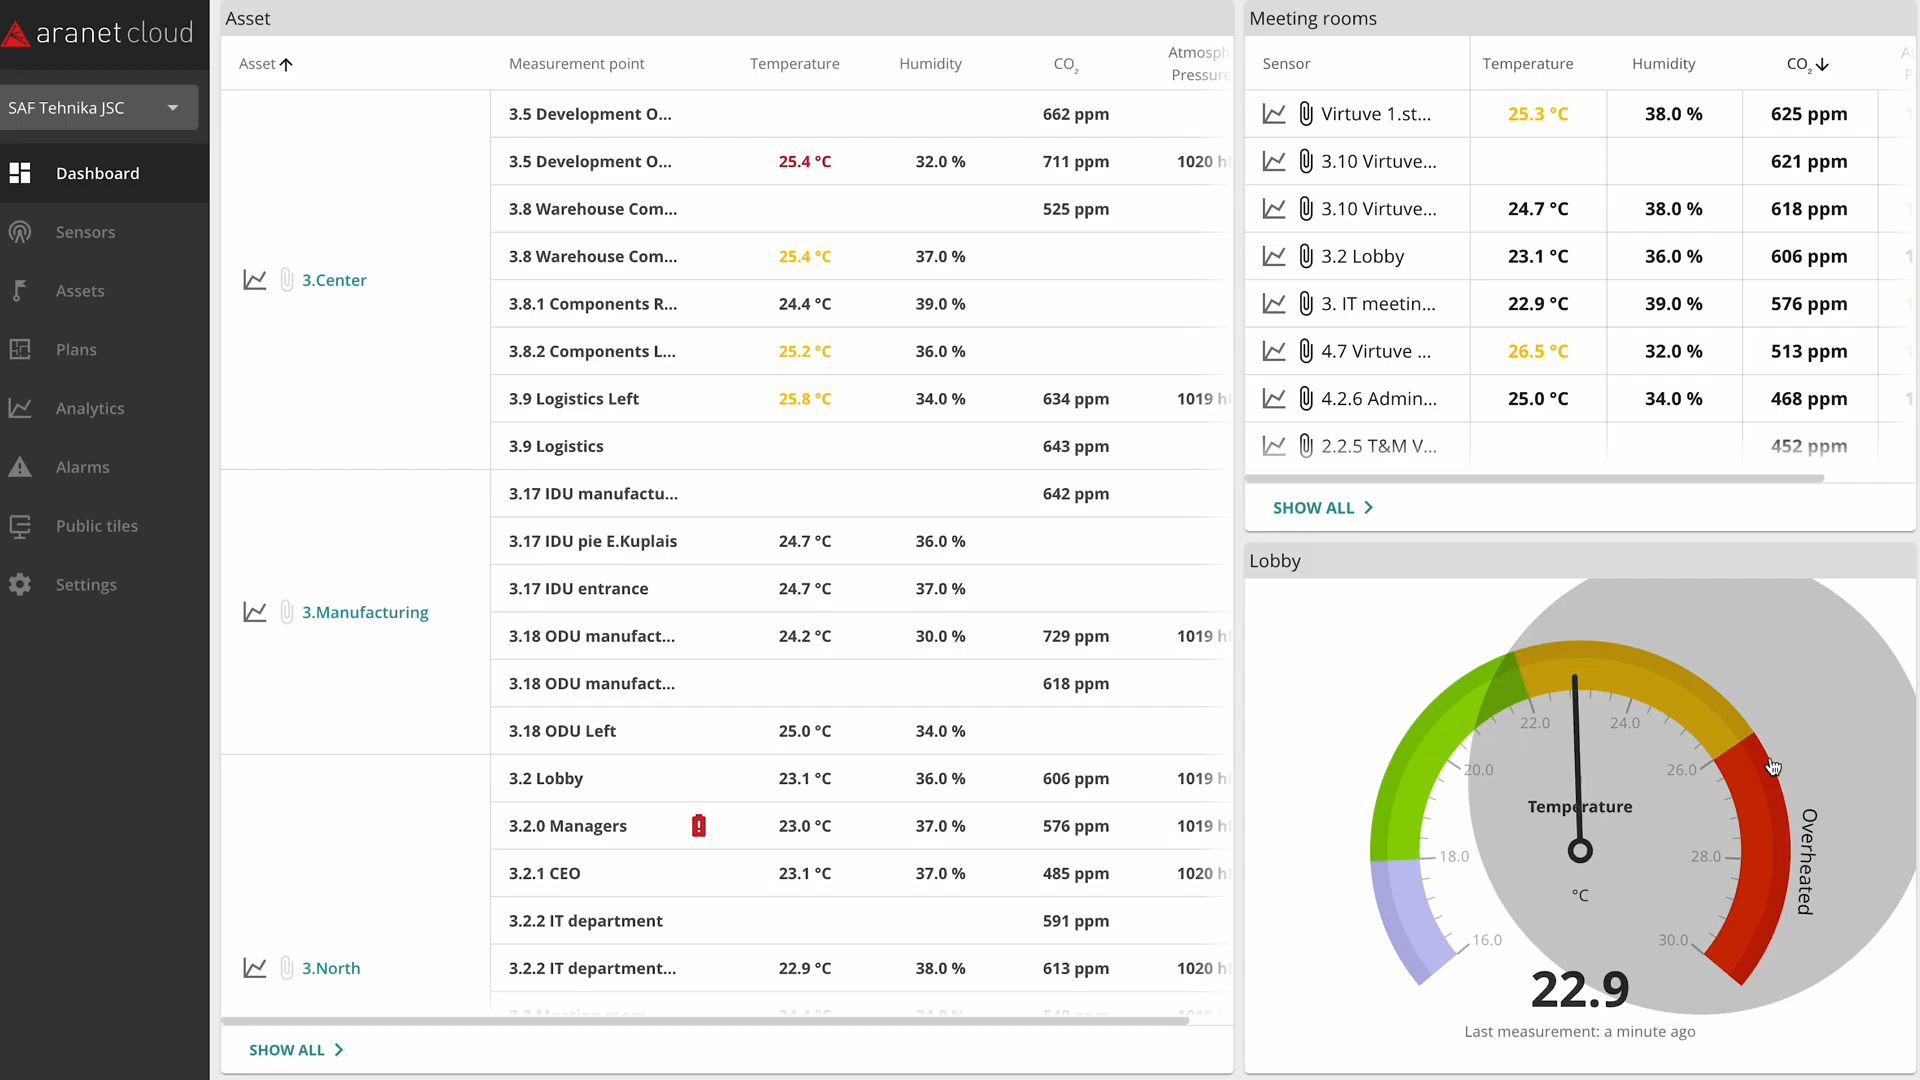 aranet cloud
SAF Tehnika JSC
Dashboard
Sensors
Assets
Plans
Analytics
Alarms
Public tiles
Settings
Asset
Asset Measurement point Temperature Humidity CO2 Atmosph
Pressure
3.Center
3.5 Development O... 662 ppm
3.5 Development O... 25.4 °C 32.0 % 711 ppm 1020 h
3.8 Warehouse Com... 525 ppm
3.8 Warehouse Com... 25.4 °C 37.0 %
3.8.1 Components R... 24.4 °C 39.0 %
3.8.2 Components L... 25.2 °C 36.0 %
3.9 Logistics Left 25.8 °C 34.0 % 634 ppm 1019 h
3.9 Logistics 643 ppm
3.Manufacturing
3.17 IDU manufactu... 642 ppm
3.17 IDU pie E.Kuplais 24.7 °C 36.0 %
3.17 IDU entrance 24.7 °C 37.0 %
3.18 ODU manufact... 24.2 °C 30.0 % 729 ppm 1019 h
3.18 ODU manufact... 618 ppm
3.18 ODU Left 25.0 °C 34.0 %
3.North
3.2 Lobby 23.1 °C 36.0 % 606 ppm 1019 h
3.2.0 Managers 23.0 °C 37.0 % 576 ppm 1019 h
3.2.1 CEO 23.1 °C 37.0 % 485 ppm 1020 h
3.2.2 IT department 591 ppm
3.2.2 IT department... 22.9 °C 38.0 % 613 ppm 1020 h
SHOW ALL
Meeting rooms
Sensor Temperature Humidity CO2
Virtuve 1.st... 25.3 °C 38.0 % 625 ppm
3.10 Virtuve... 621 ppm
3.10 Virtuve... 24.7 °C 38.0 % 618 ppm
3.2 Lobby 23.1 °C 36.0 % 606 ppm
3. IT meetin... 22.9 °C 39.0 % 576 ppm
4.7 Virtuve ... 26.5 °C 32.0 % 513 ppm
4.2.6 Admin... 25.0 °C 34.0 % 468 ppm
2.2.5 T&M V... 452 ppm
SHOW ALL
Lobby
16.0
18.0
20.0
22.0
24.0
26.0
28.0
30.0
Temperature
°C
Overheated
22.9
Last measurement: a minute ago